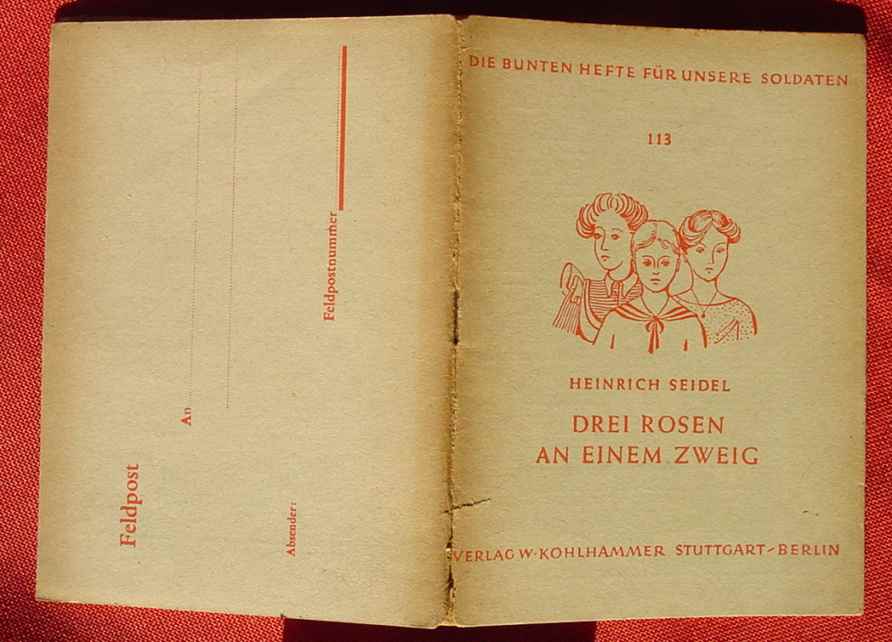 Feldpost
An
Absender:
Feldpostnummer
DIE BUNTEN HEFTE FÜR UNSERE SOLDATEN
113
HEINRICH SEIDEL
DREI ROSEN
AN EINEM ZWEIG
VERLAG W·KOHLHAMMER STUTTGART-BERLIN